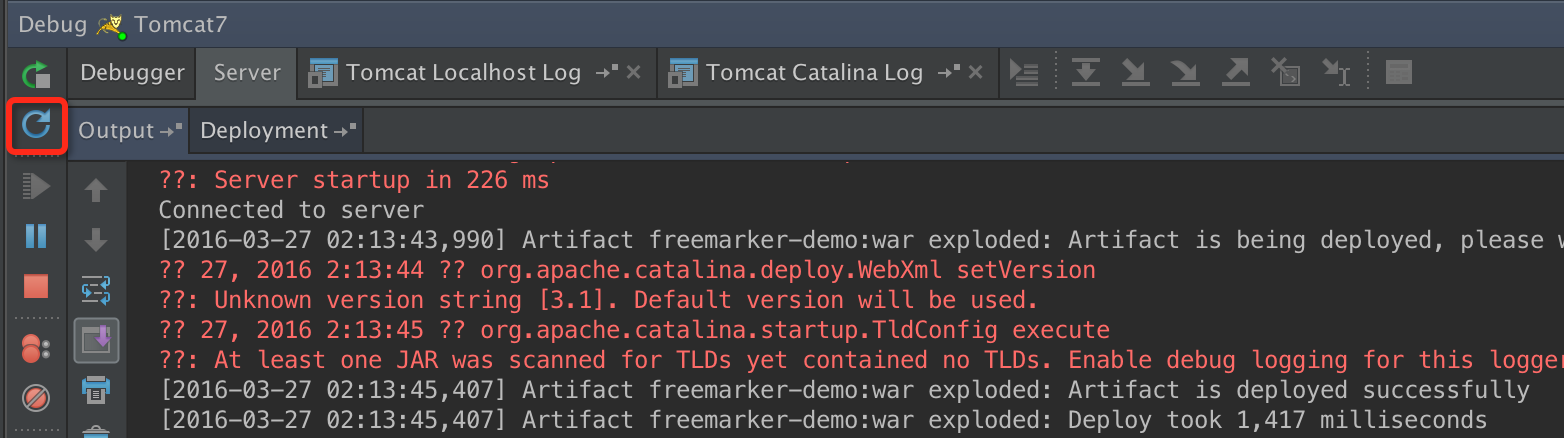 Debug Tomcat7
Debugger Server Tomcat Localhost Log Tomcat Catalina Log
Output Deployment
??: Server startup in 226 ms
Connected to server
[2016-03-27 02:13:43,990] Artifact freemarker-demo:war exploded: Artifact is being deployed, please
?? 27, 2016 2:13:44 ?? org.apache.catalina.deploy.WebXml setVersion
??: Unknown version string [3.1]. Default version will be used.
?? 27, 2016 2:13:45 ?? org.apache.catalina.startup.TldConfig execute
??: At least one JAR was scanned for TLDs yet contained no TLDs. Enable debug logging for this logger
[2016-03-27 02:13:45,407] Artifact freemarker-demo:war exploded: Artifact is deployed successfully
[2016-03-27 02:13:45,407] Artifact freemarker-demo:war exploded: Deploy took 1,417 milliseconds